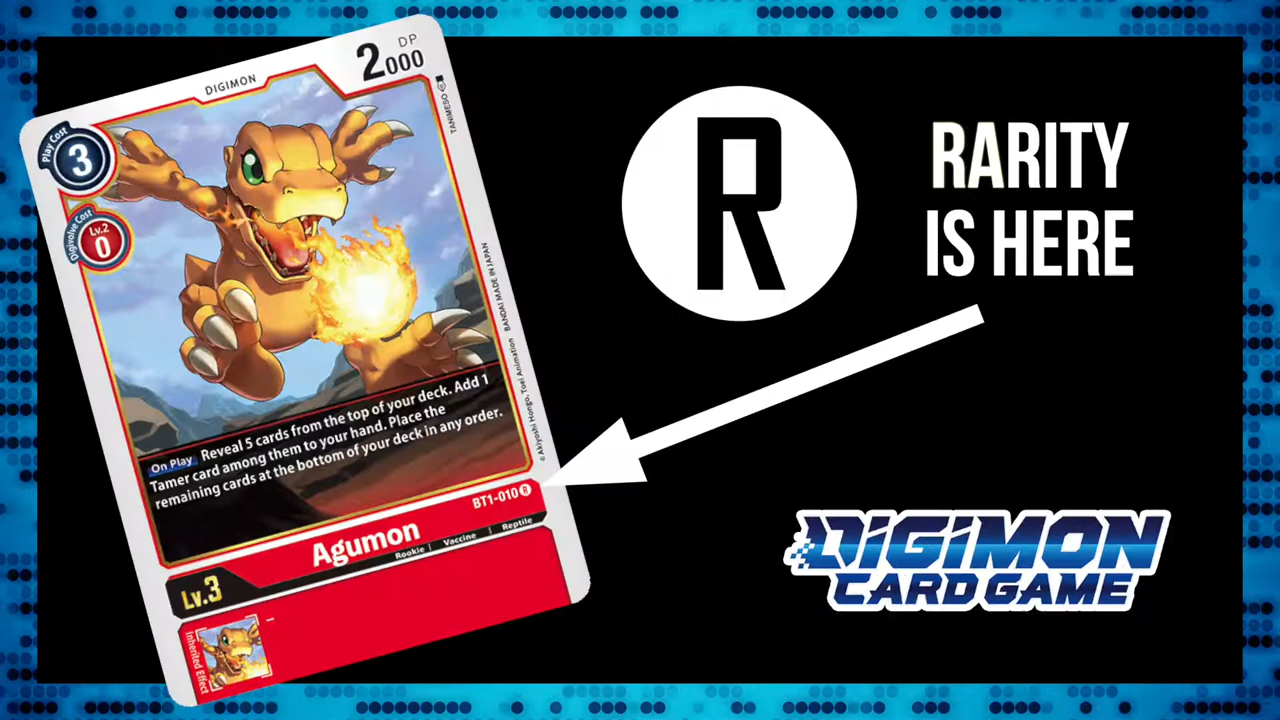 DIGIMON
2000
DP
Play Cost
3
Digivolve Cost
Lv.2
0
TANIMESO
©Akiyoshi Hongo, Toei Animation BANDAI MADE IN JAPAN
On Play Reveal 5 cards from the top of your deck. Add 1
Tamer card among them to your hand. Place the
remaining cards at the bottom of your deck in any order.
BT1-010 R
Agumon
Rookie | Vaccine | Reptile
Lv.3
Inherited Effect
-
R
RARITY
IS HERE
DIGIMON
CARD GAME